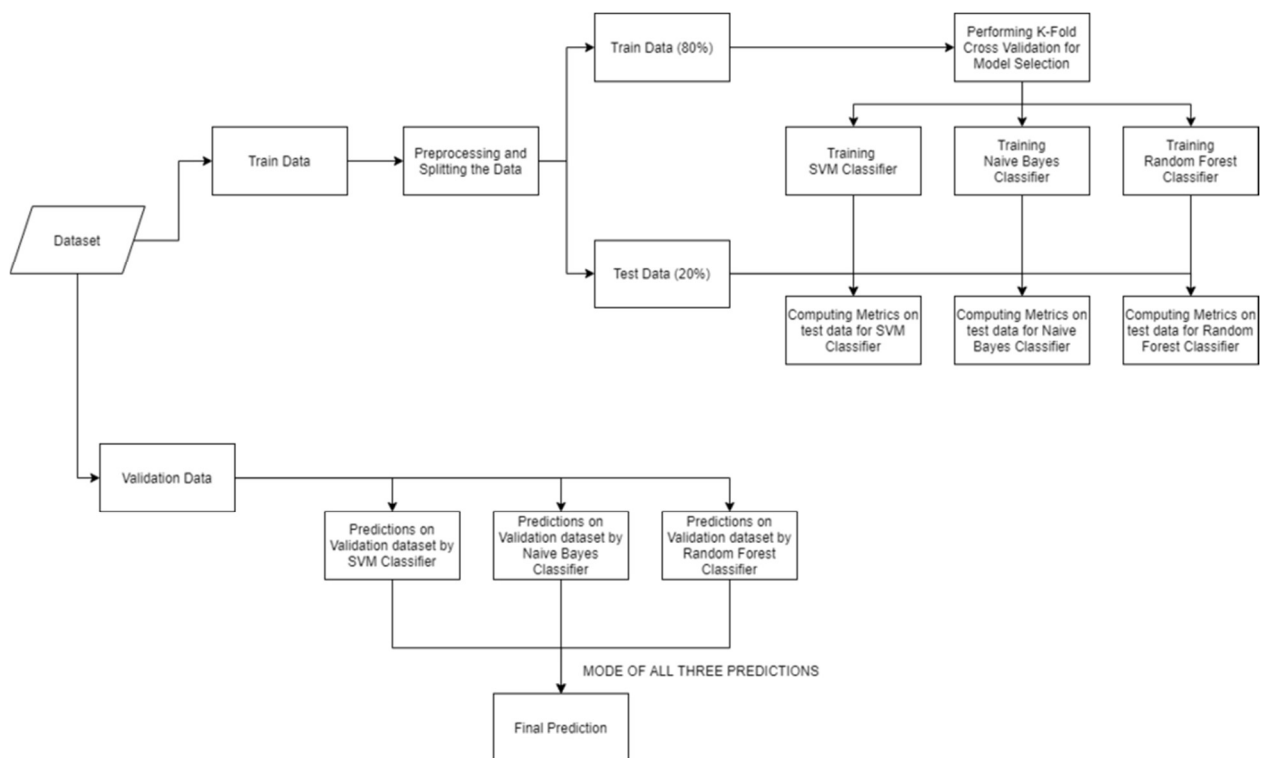 Train Data (80%)
Performing K-Fold
Cross Validation for
Model Selection
Train Data
Preprocessing and
Splitting the Data
Training
SVM Classifier
Training
Naive Bayes
Classifier
Training
Random Forest
Classifier
Dataset
Test Data (20%)
Computing Metrics on
test data for SVM
Classifier
Computing Metrics on
test data for Naive
Bayes Classifier
Computing Metrics on
test data for Random
Forest Classifier
Validation Data
Predictions on
Validation dataset by
SVM Classifier
Predictions on
Validation dataset by
Naive Bayes
Classifier
Predictions on
Validation dataset by
Random Forest
Classifier
MODE OF ALL THREE PREDICTIONS
Final Prediction